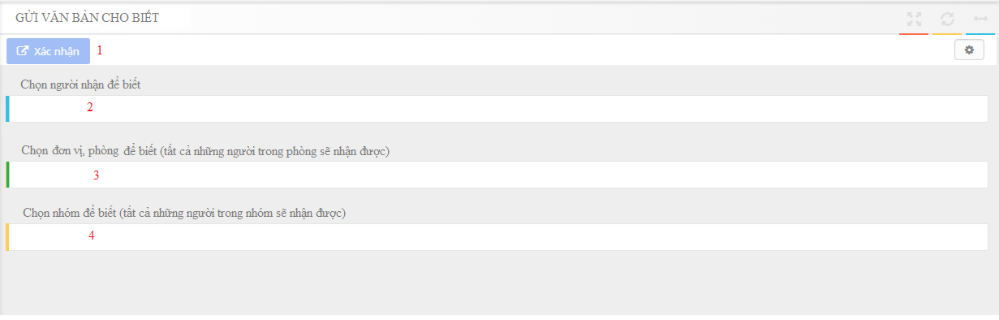 GỬI VĂN BẢN CHO BIẾT
Xác nhận 1
Chọn người nhận để biết
2
Chọn đơn vị, phòng để biết (tất cả những người trong phòng sẽ nhận được)
3
Chọn nhóm để biết (tất cả những người trong nhóm sẽ nhận được)
4